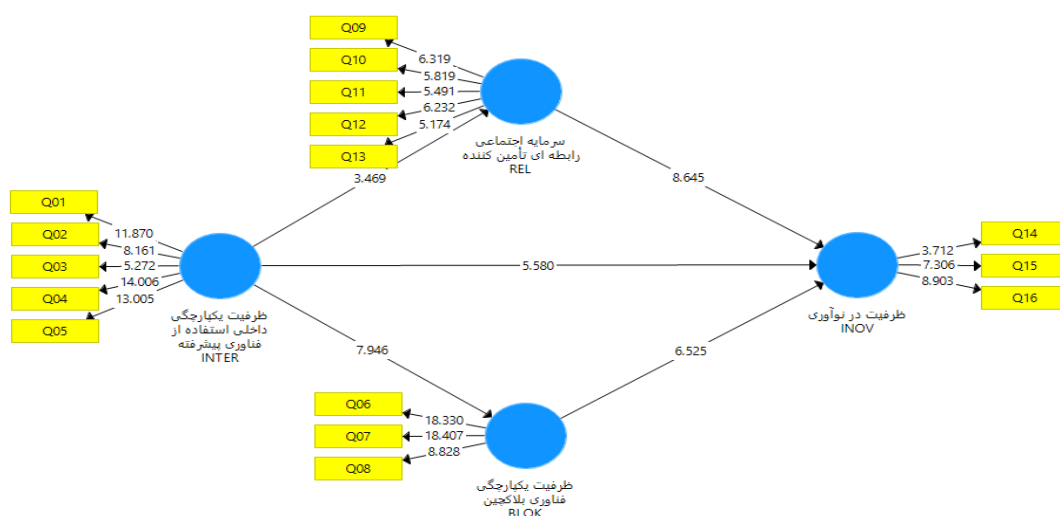 Q09
Q10
Q11
Q12
Q13
6.319
5.819
5.491
6.232
5.174
سرمایه اجتماعی
رابطه ای تأمین کننده
REL
3.469
8.645
Q01
Q02
Q03
Q04
Q05
11.870
8.161
5.272
14.006
13.005
ظرفیت یکپارچگی
داخلی استفاده از
فناوری پیشرفته
INTER
5.580
Q14
Q15
Q16
3.712
7.306
8.903
ظرفیت در نوآوری
INOV
7.946
6.525
Q06
Q07
Q08
18.330
18.407
8.828
ظرفیت یکپارچگی
فناوری بلاکچین
BLOK